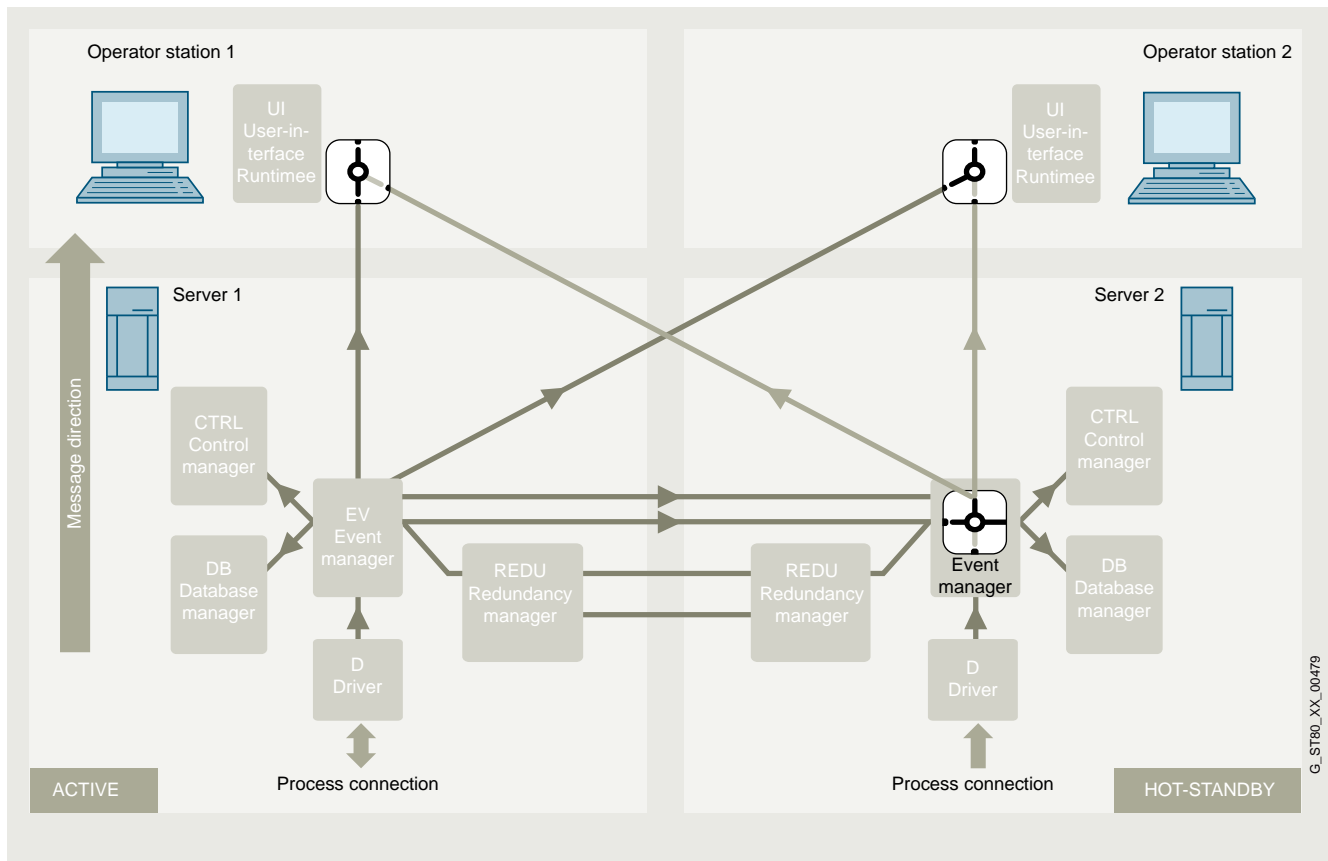 Operator station 1
Operator station 2
UI
User-in-
terface
Runtimee
UI
User-in-
terface
Runtimee
Server 1
Server 2
Message direction
CTRL
Control
manager
CTRL
Control
manager
EV
Event
manager
Event
manager
DB
Database
manager
REDU
Redundancy
manager
REDU
Redundancy
manager
DB
Database
manager
D
Driver
D
Driver
Process connection
Process connection
ACTIVE
HOT-STANDBY
G_ST80_XX_00479